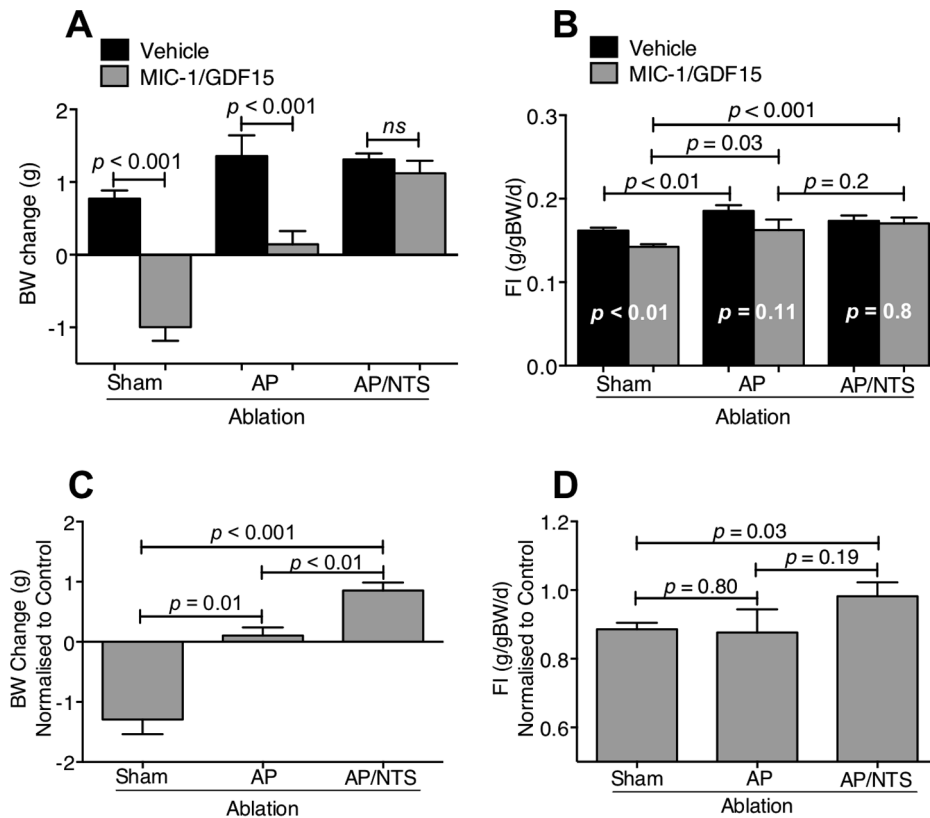 A
Vehicle
MIC-1/GDF15
BW change (g)
2
1
0
-1
p < 0.001
p < 0.001
ns
Sham
AP
AP/NTS
Ablation
B
Vehicle
MIC-1/GDF15
FI (g/gBW/d)
0.3
0.2
0.1
0.0
p < 0.001
p = 0.03
p < 0.01
p = 0.2
p < 0.01
p = 0.11
p = 0.8
Sham
AP
AP/NTS
Ablation
C
BW Change (g)
Normalised to Control
2
1
0
-1
-2
p < 0.001
p < 0.01
p = 0.01
Sham
AP
AP/NTS
Ablation
D
FI (g/gBW/d)
Normalised to Control
1.2
1.0
0.8
0.6
p = 0.03
p = 0.19
p = 0.80
Sham
AP
AP/NTS
Ablation